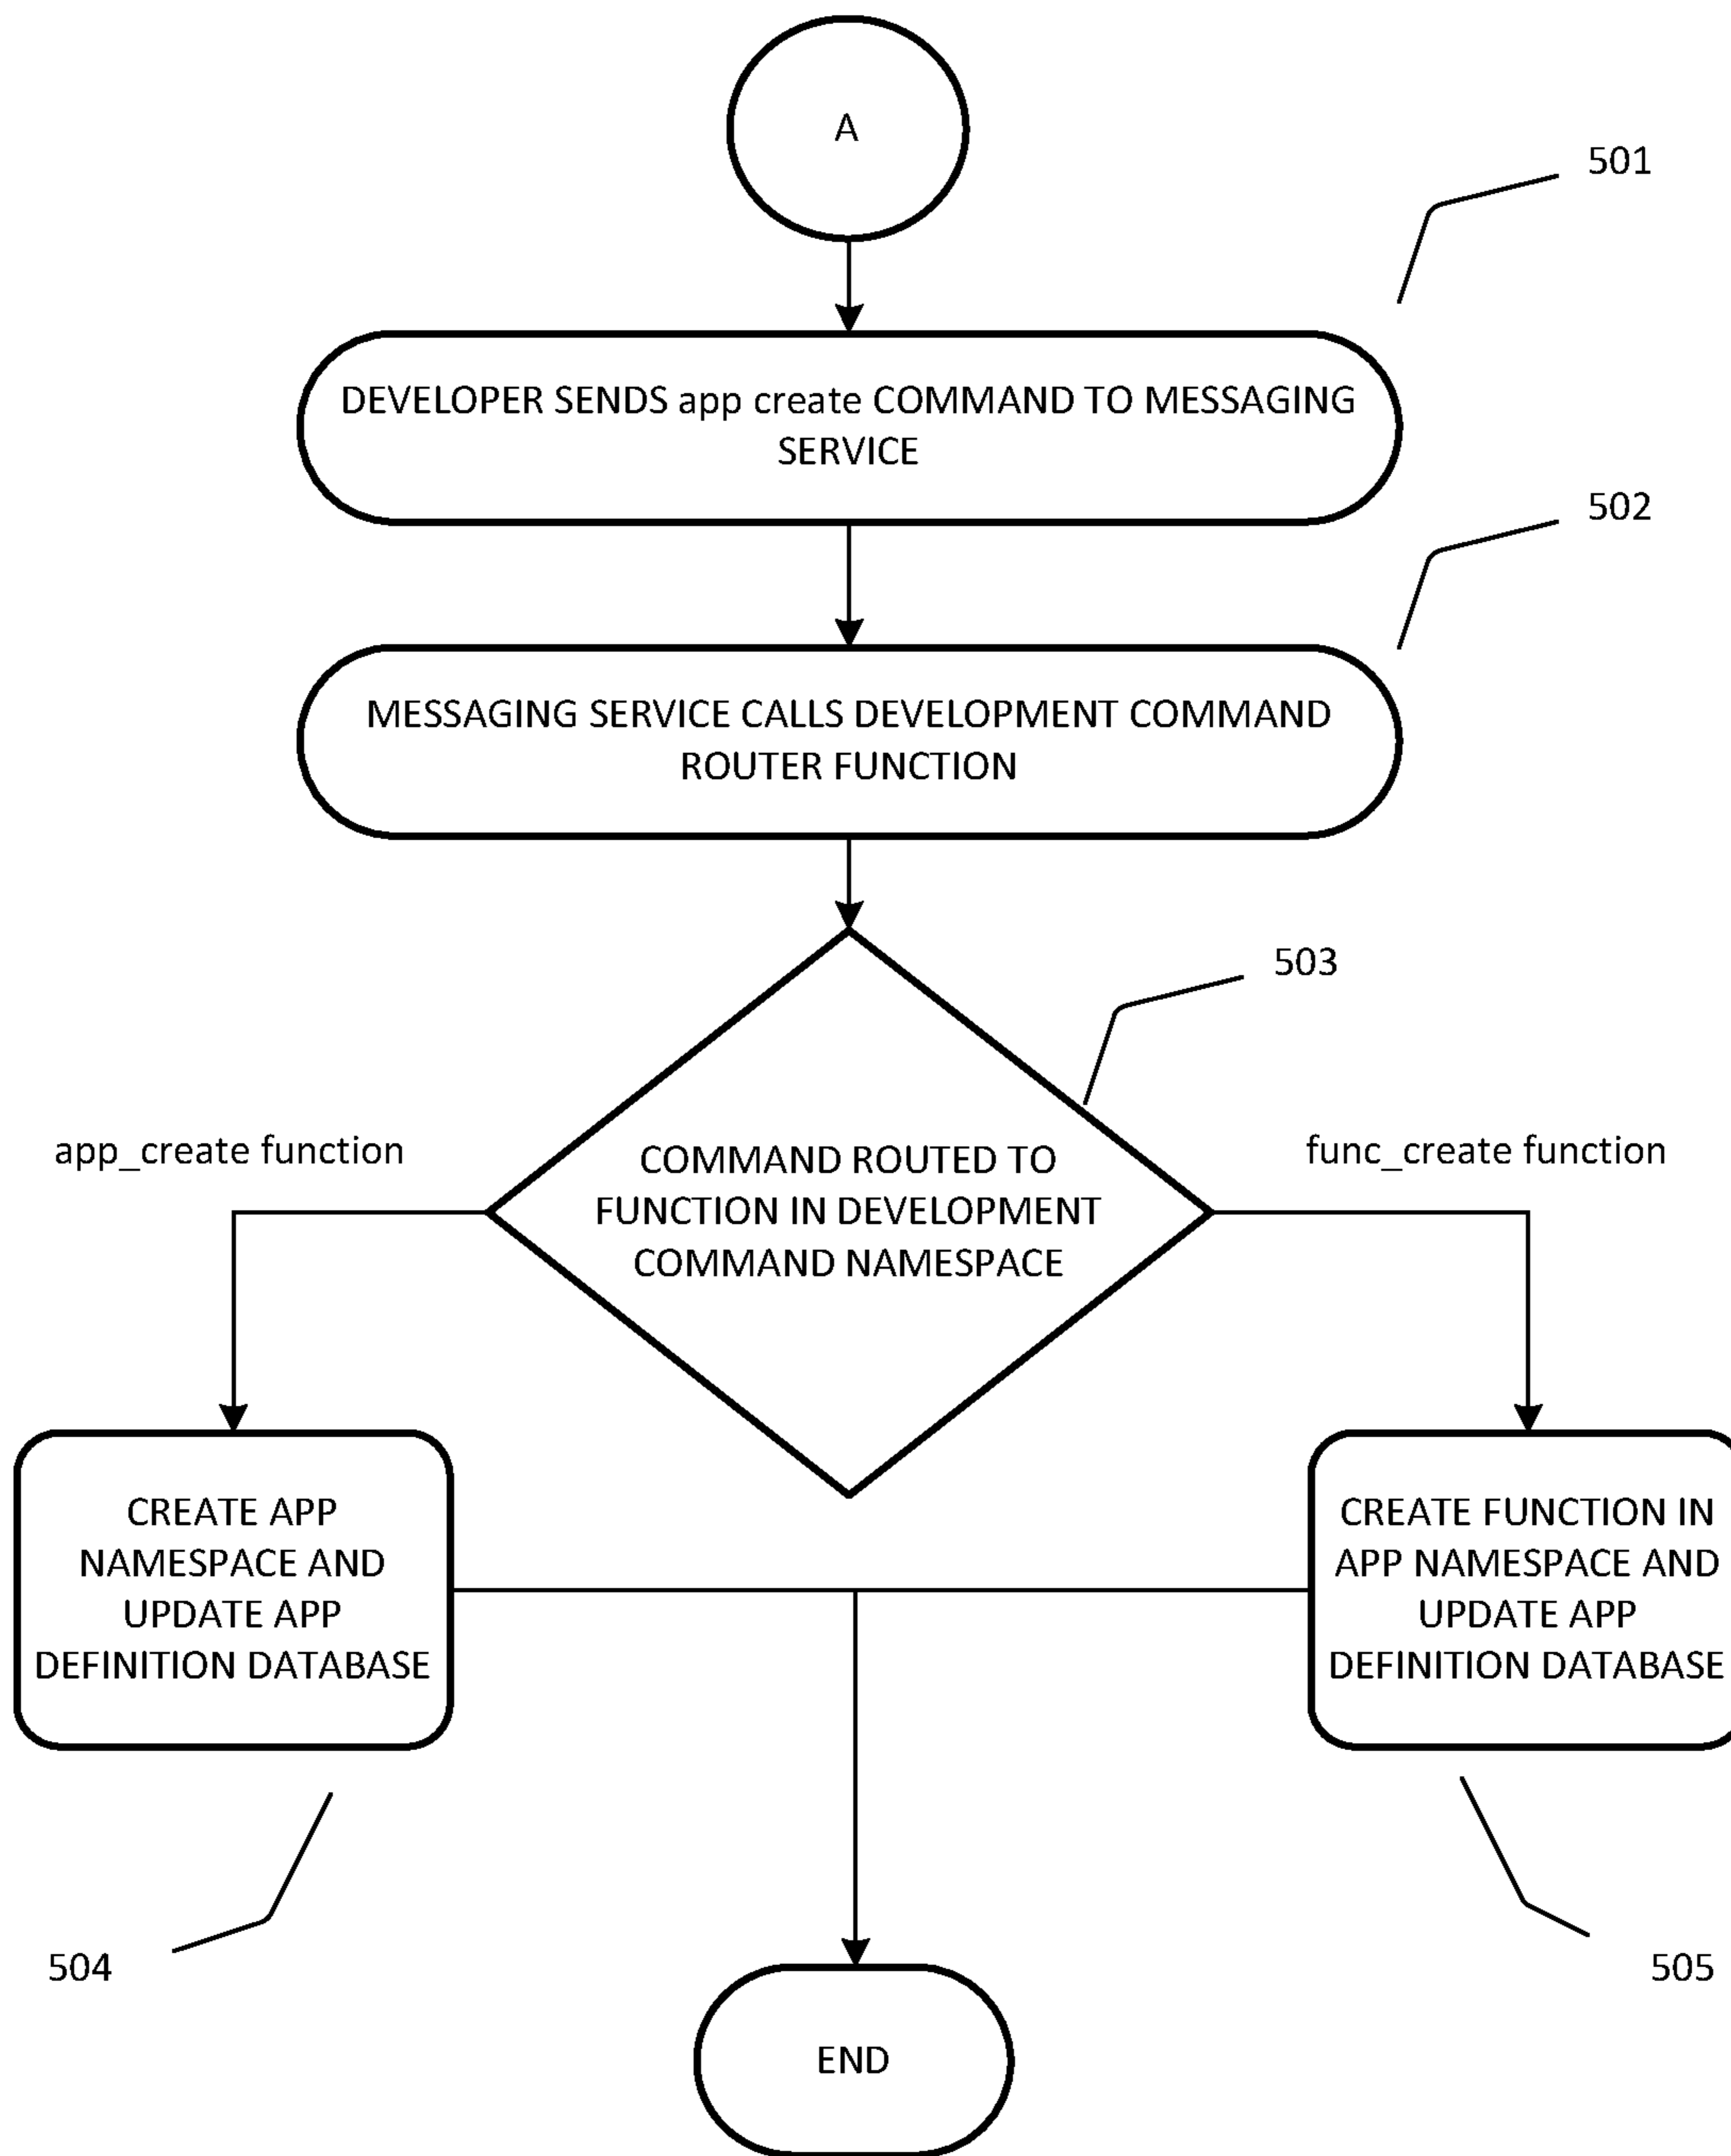 A
501
DEVELOPER SENDS app create COMMAND TO MESSAGING
SERVICE
502
MESSAGING SERVICE CALLS DEVELOPMENT COMMAND
ROUTER FUNCTION
503
app_create function
func_create function
COMMAND ROUTED TO
FUNCTION IN DEVELOPMENT
COMMAND NAMESPACE
CREATE APP
NAMESPACE AND
UPDATE APP
DEFINITION DATABASE
CREATE FUNCTION IN
APP NAMESPACE AND
UPDATE APP
DEFINITION DATABASE
504
505
END